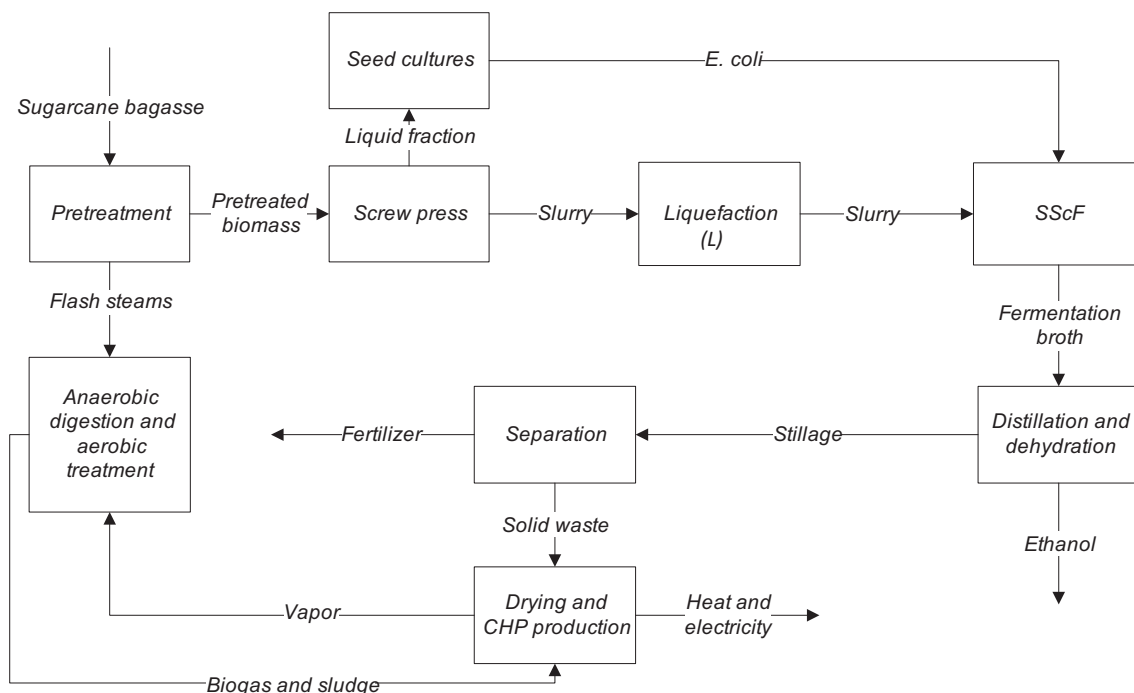 Seed cultures
E. coli
Sugarcane bagasse
Liquid fraction
Pretreatment
Pretreated
biomass
Screw press
Slurry
Liquefaction
(L)
Slurry
SScF
Flash steams
Fermentation
broth
Anaerobic
digestion and
aerobic
treatment
Fertilizer
Separation
Stillage
Distillation and
dehydration
Solid waste
Ethanol
Vapor
Drying and
CHP production
Heat and
electricity
Biogas and sludge